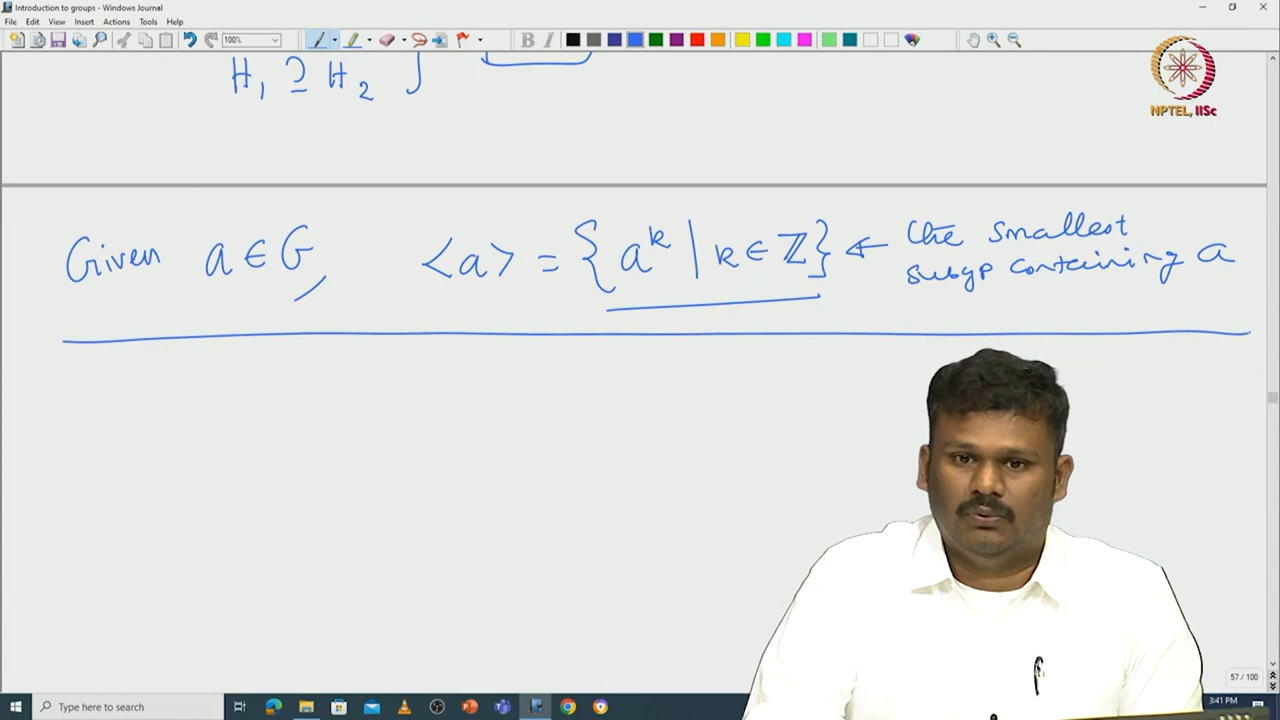 Introduction to groups - Windows Journal
File Edit View Insert Actions Tools Help
100%
B I
NPTEL, IISc
H₁ ⊇ H₂
Given a ∈ G, <a> = {aᵏ | k ∈ ℤ} ← the smallest
subgp containing a
57 / 100
Type here to search
3:41 PM